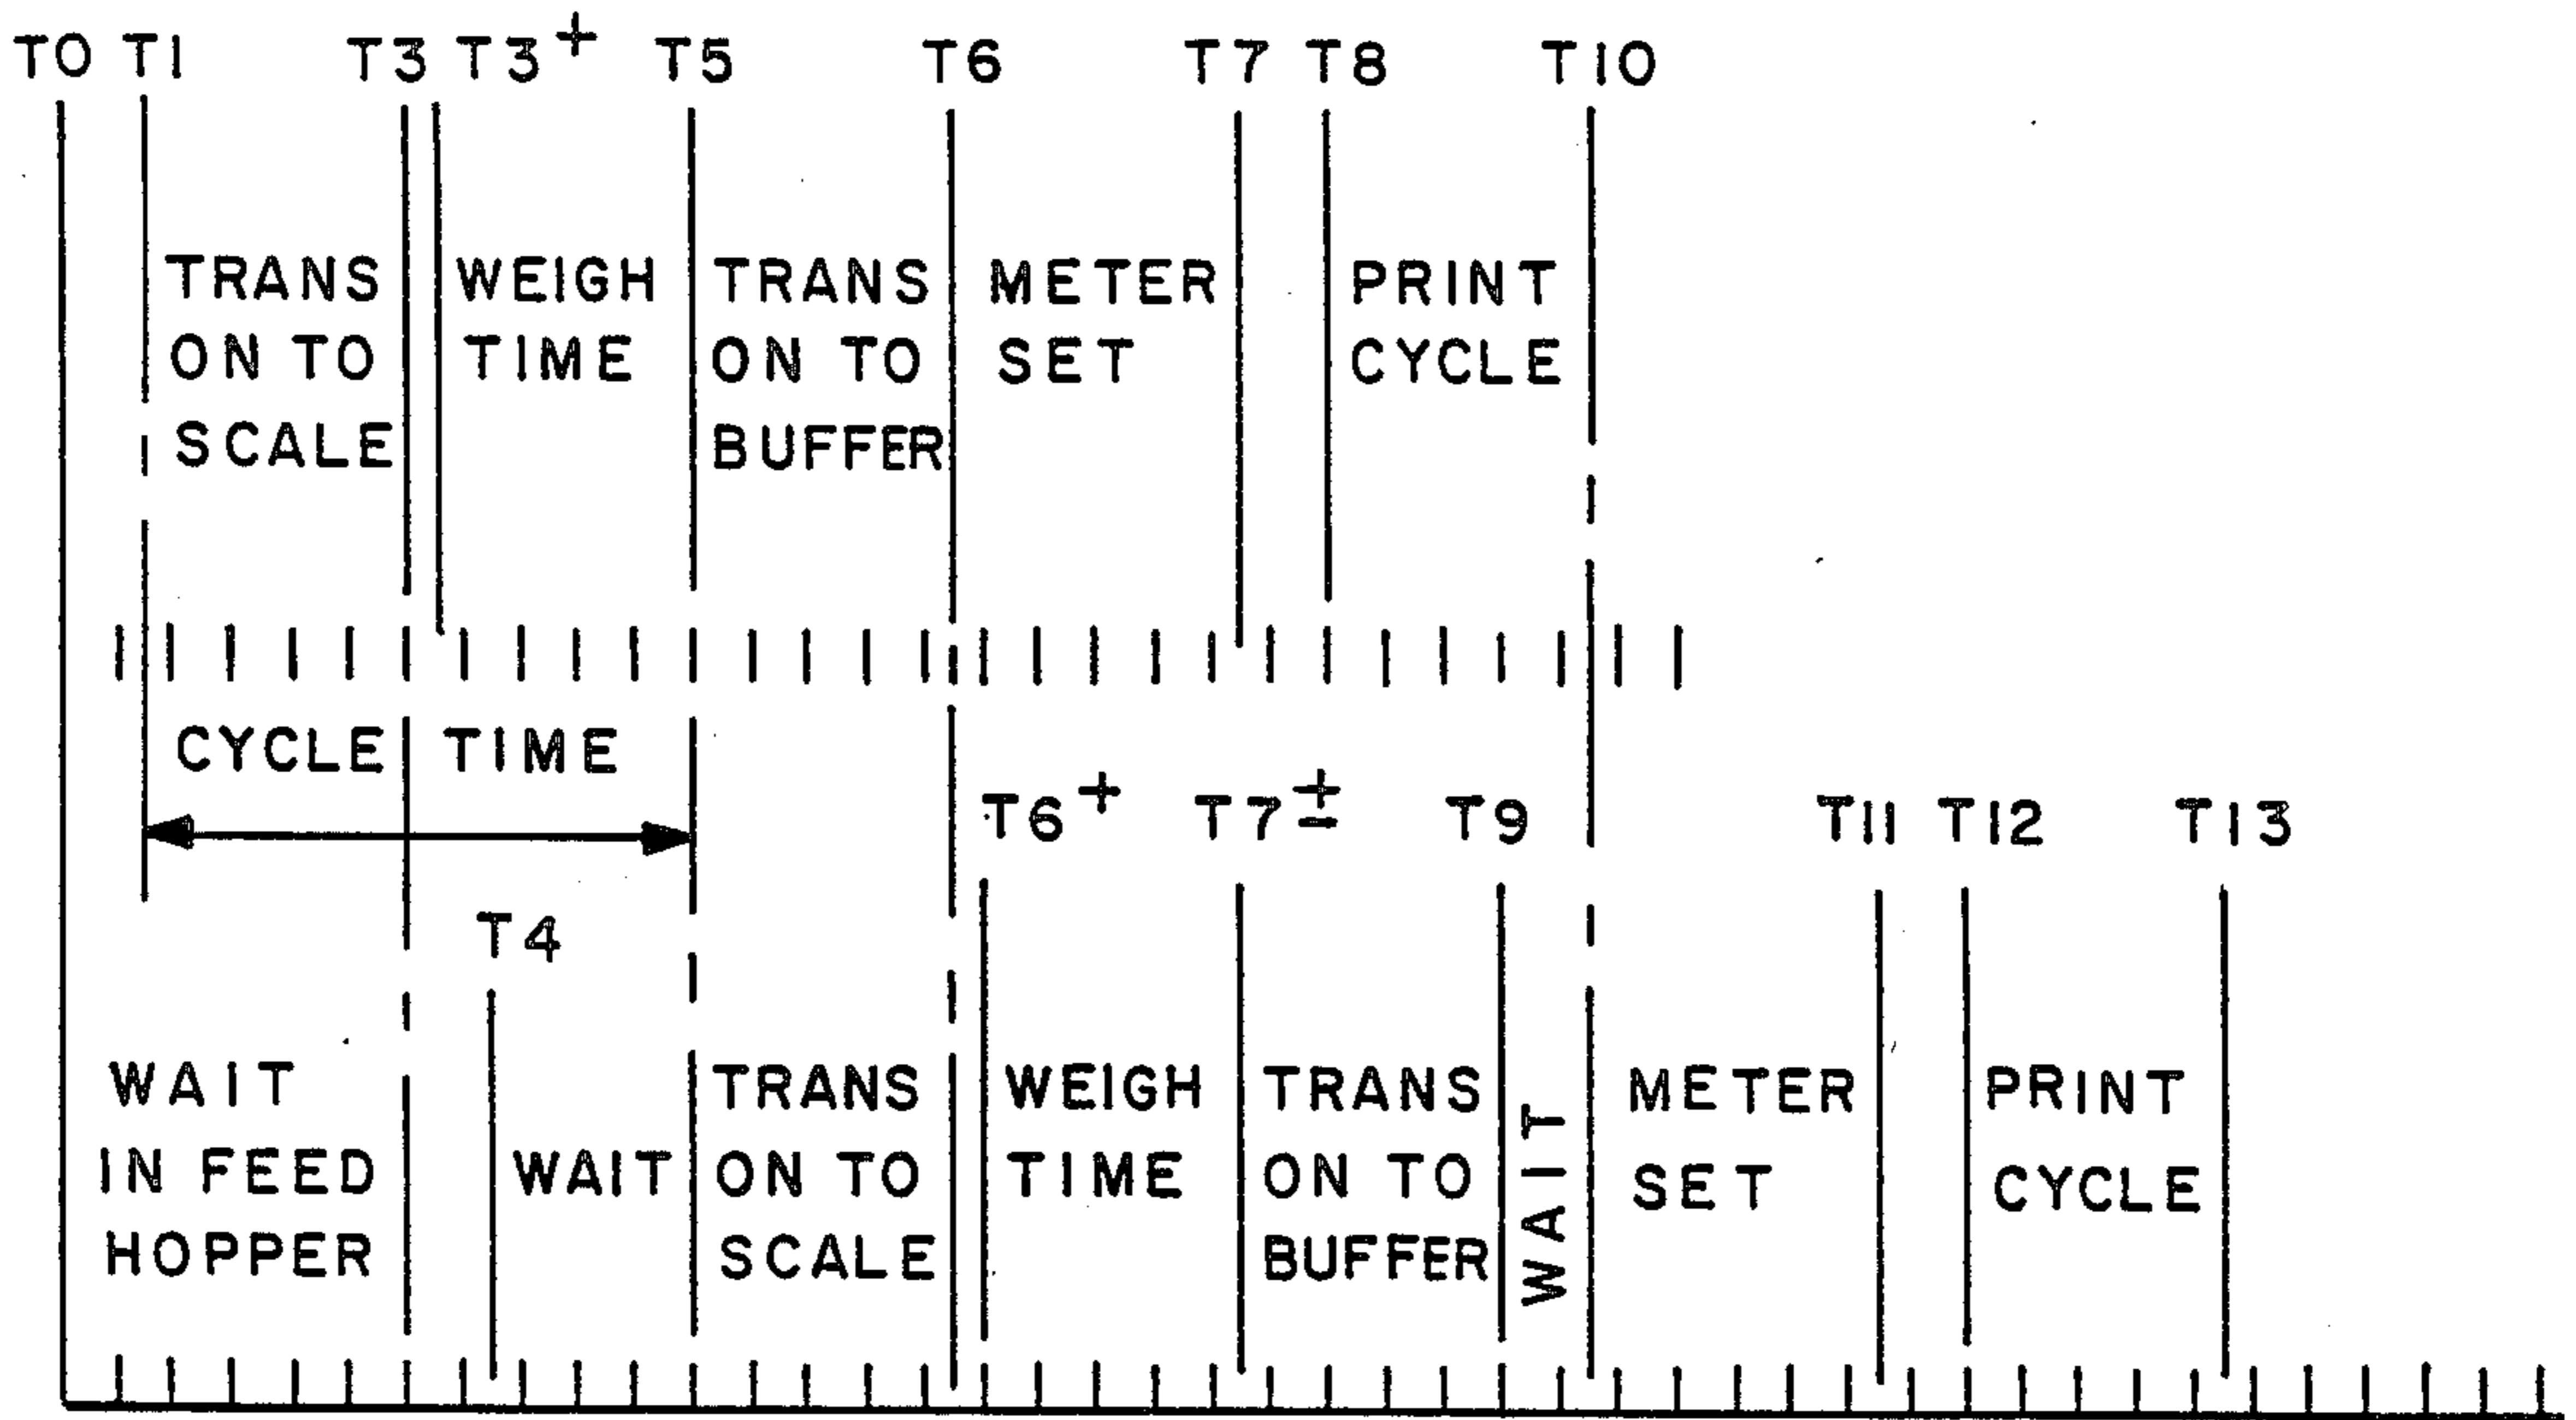 T0 T1 T3 T3+ T5 T6 T7 T8 T10
TRANS ON TO SCALE
WEIGH TIME
TRANS ON TO BUFFER
METER SET
PRINT CYCLE
CYCLE TIME
T6+ T7± T9 T11 T12 T13
T4
WAIT IN FEED HOPPER
WAIT
TRANS ON TO SCALE
WEIGH TIME
TRANS ON TO BUFFER
WAIT
METER SET
PRINT CYCLE